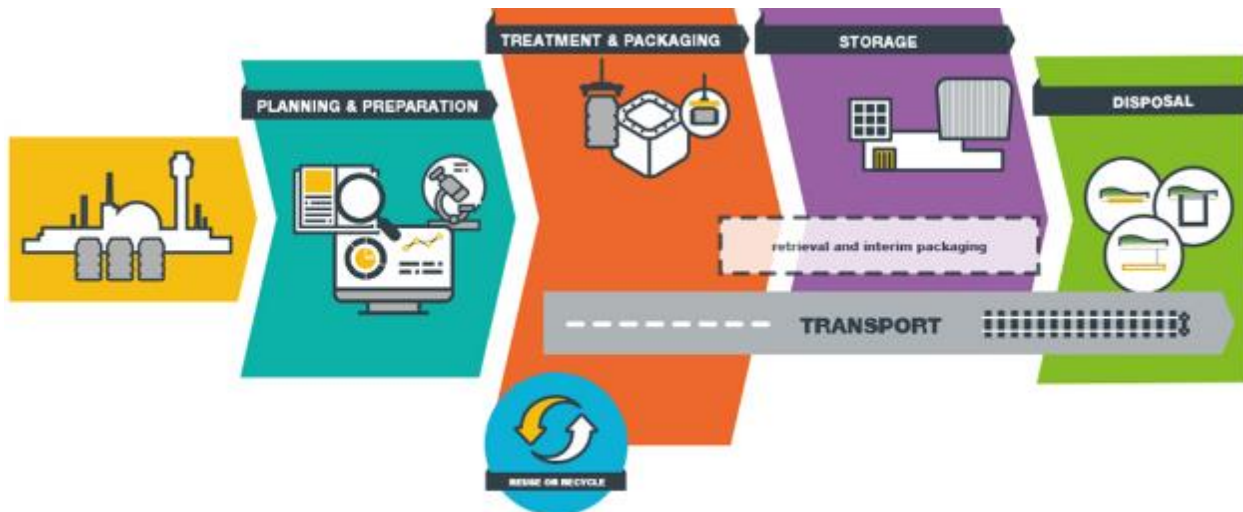 PLANNING & PREPARATION
TREATMENT & PACKAGING
STORAGE
DISPOSAL
retrieval and interim packaging
TRANSPORT
REUSE OR RECYCLE